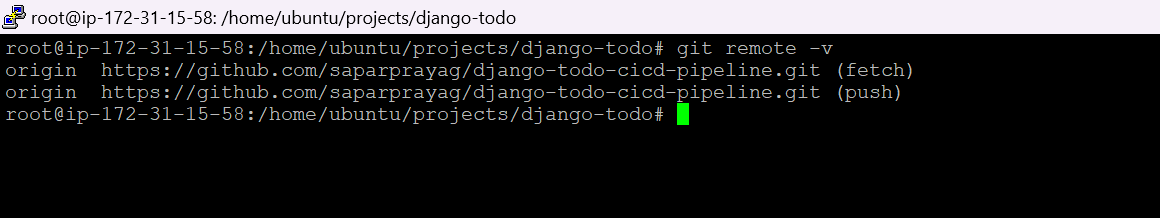 root@ip-172-31-15-58: /home/ubuntu/projects/django-todo
root@ip-172-31-15-58:/home/ubuntu/projects/django-todo# git remote -v
origin  https://github.com/saparprayag/django-todo-cicd-pipeline.git (fetch)
origin  https://github.com/saparprayag/django-todo-cicd-pipeline.git (push)
root@ip-172-31-15-58:/home/ubuntu/projects/django-todo#